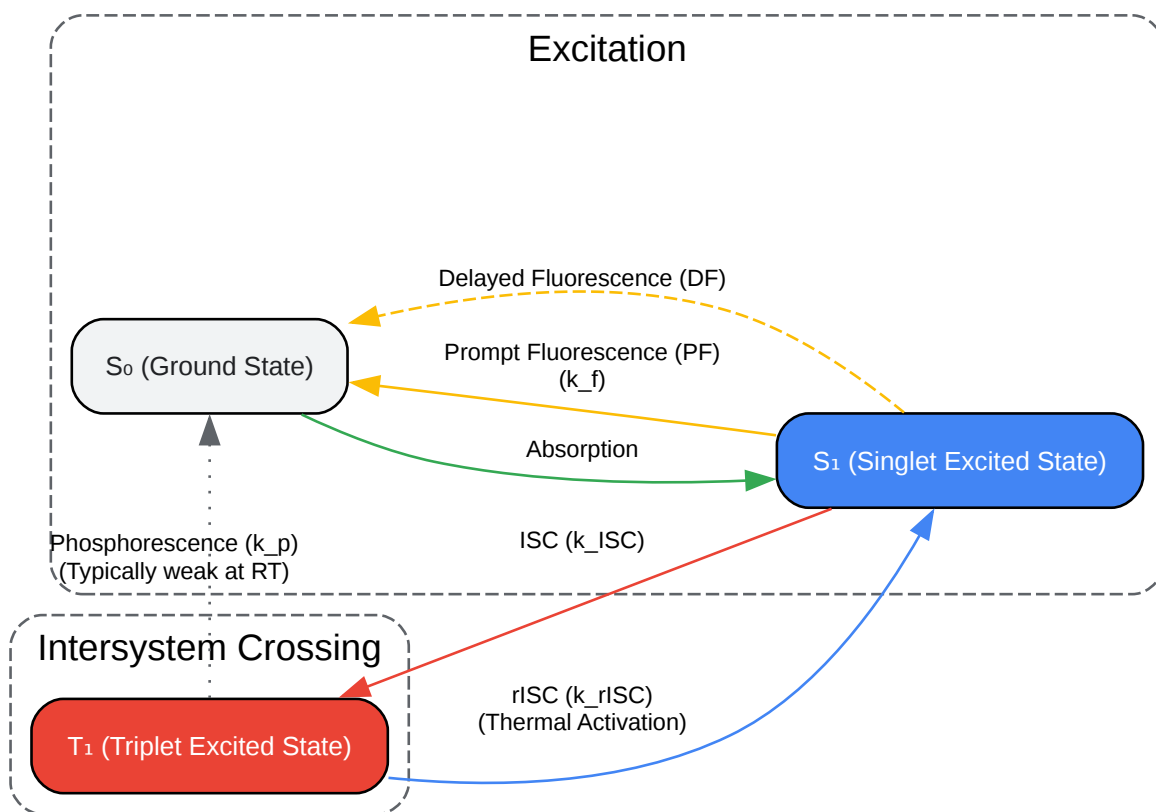 Excitation
Delayed Fluorescence (DF)
S₀ (Ground State)
Prompt Fluorescence (PF)
(k_f)
Absorption
S₁ (Singlet Excited State)
Phosphorescence (k_p)
(Typically weak at RT)
ISC (k_ISC)
Intersystem Crossing
rISC (k_rISC)
(Thermal Activation)
T₁ (Triplet Excited State)